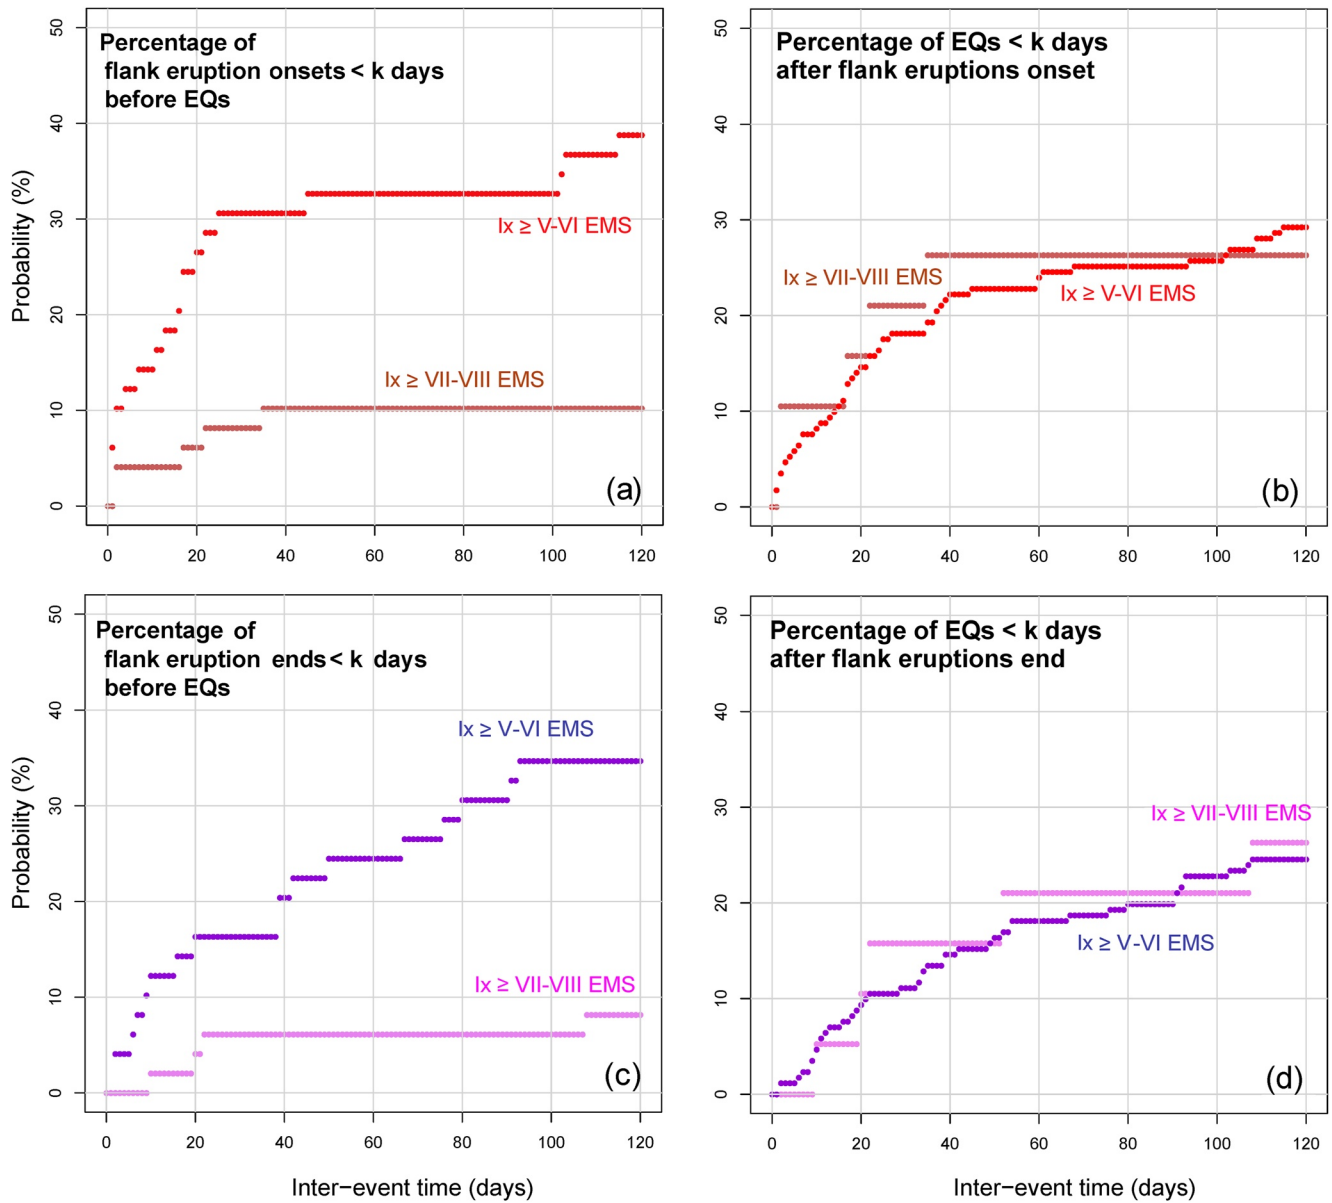 Percentage of
flank eruption onsets < k days
before EQs
Probability (%)
50
40
30
20
10
0
Ix ≥ V-VI EMS
Ix ≥ VII-VIII EMS
(a)
0 20 40 60 80 100 120
Percentage of EQs < k days
after flank eruptions onset
50
40
30
20
10
0
Ix ≥ VII-VIII EMS
Ix ≥ V-VI EMS
(b)
0 20 40 60 80 100 120
Percentage of
flank eruption ends < k days
before EQs
Probability (%)
50
40
30
20
10
0
Ix ≥ V-VI EMS
Ix ≥ VII-VIII EMS
(c)
0 20 40 60 80 100 120
Inter−event time (days)
Percentage of EQs < k days
after flank eruptions end
50
40
30
20
10
0
Ix ≥ VII-VIII EMS
Ix ≥ V-VI EMS
(d)
0 20 40 60 80 100 120
Inter−event time (days)